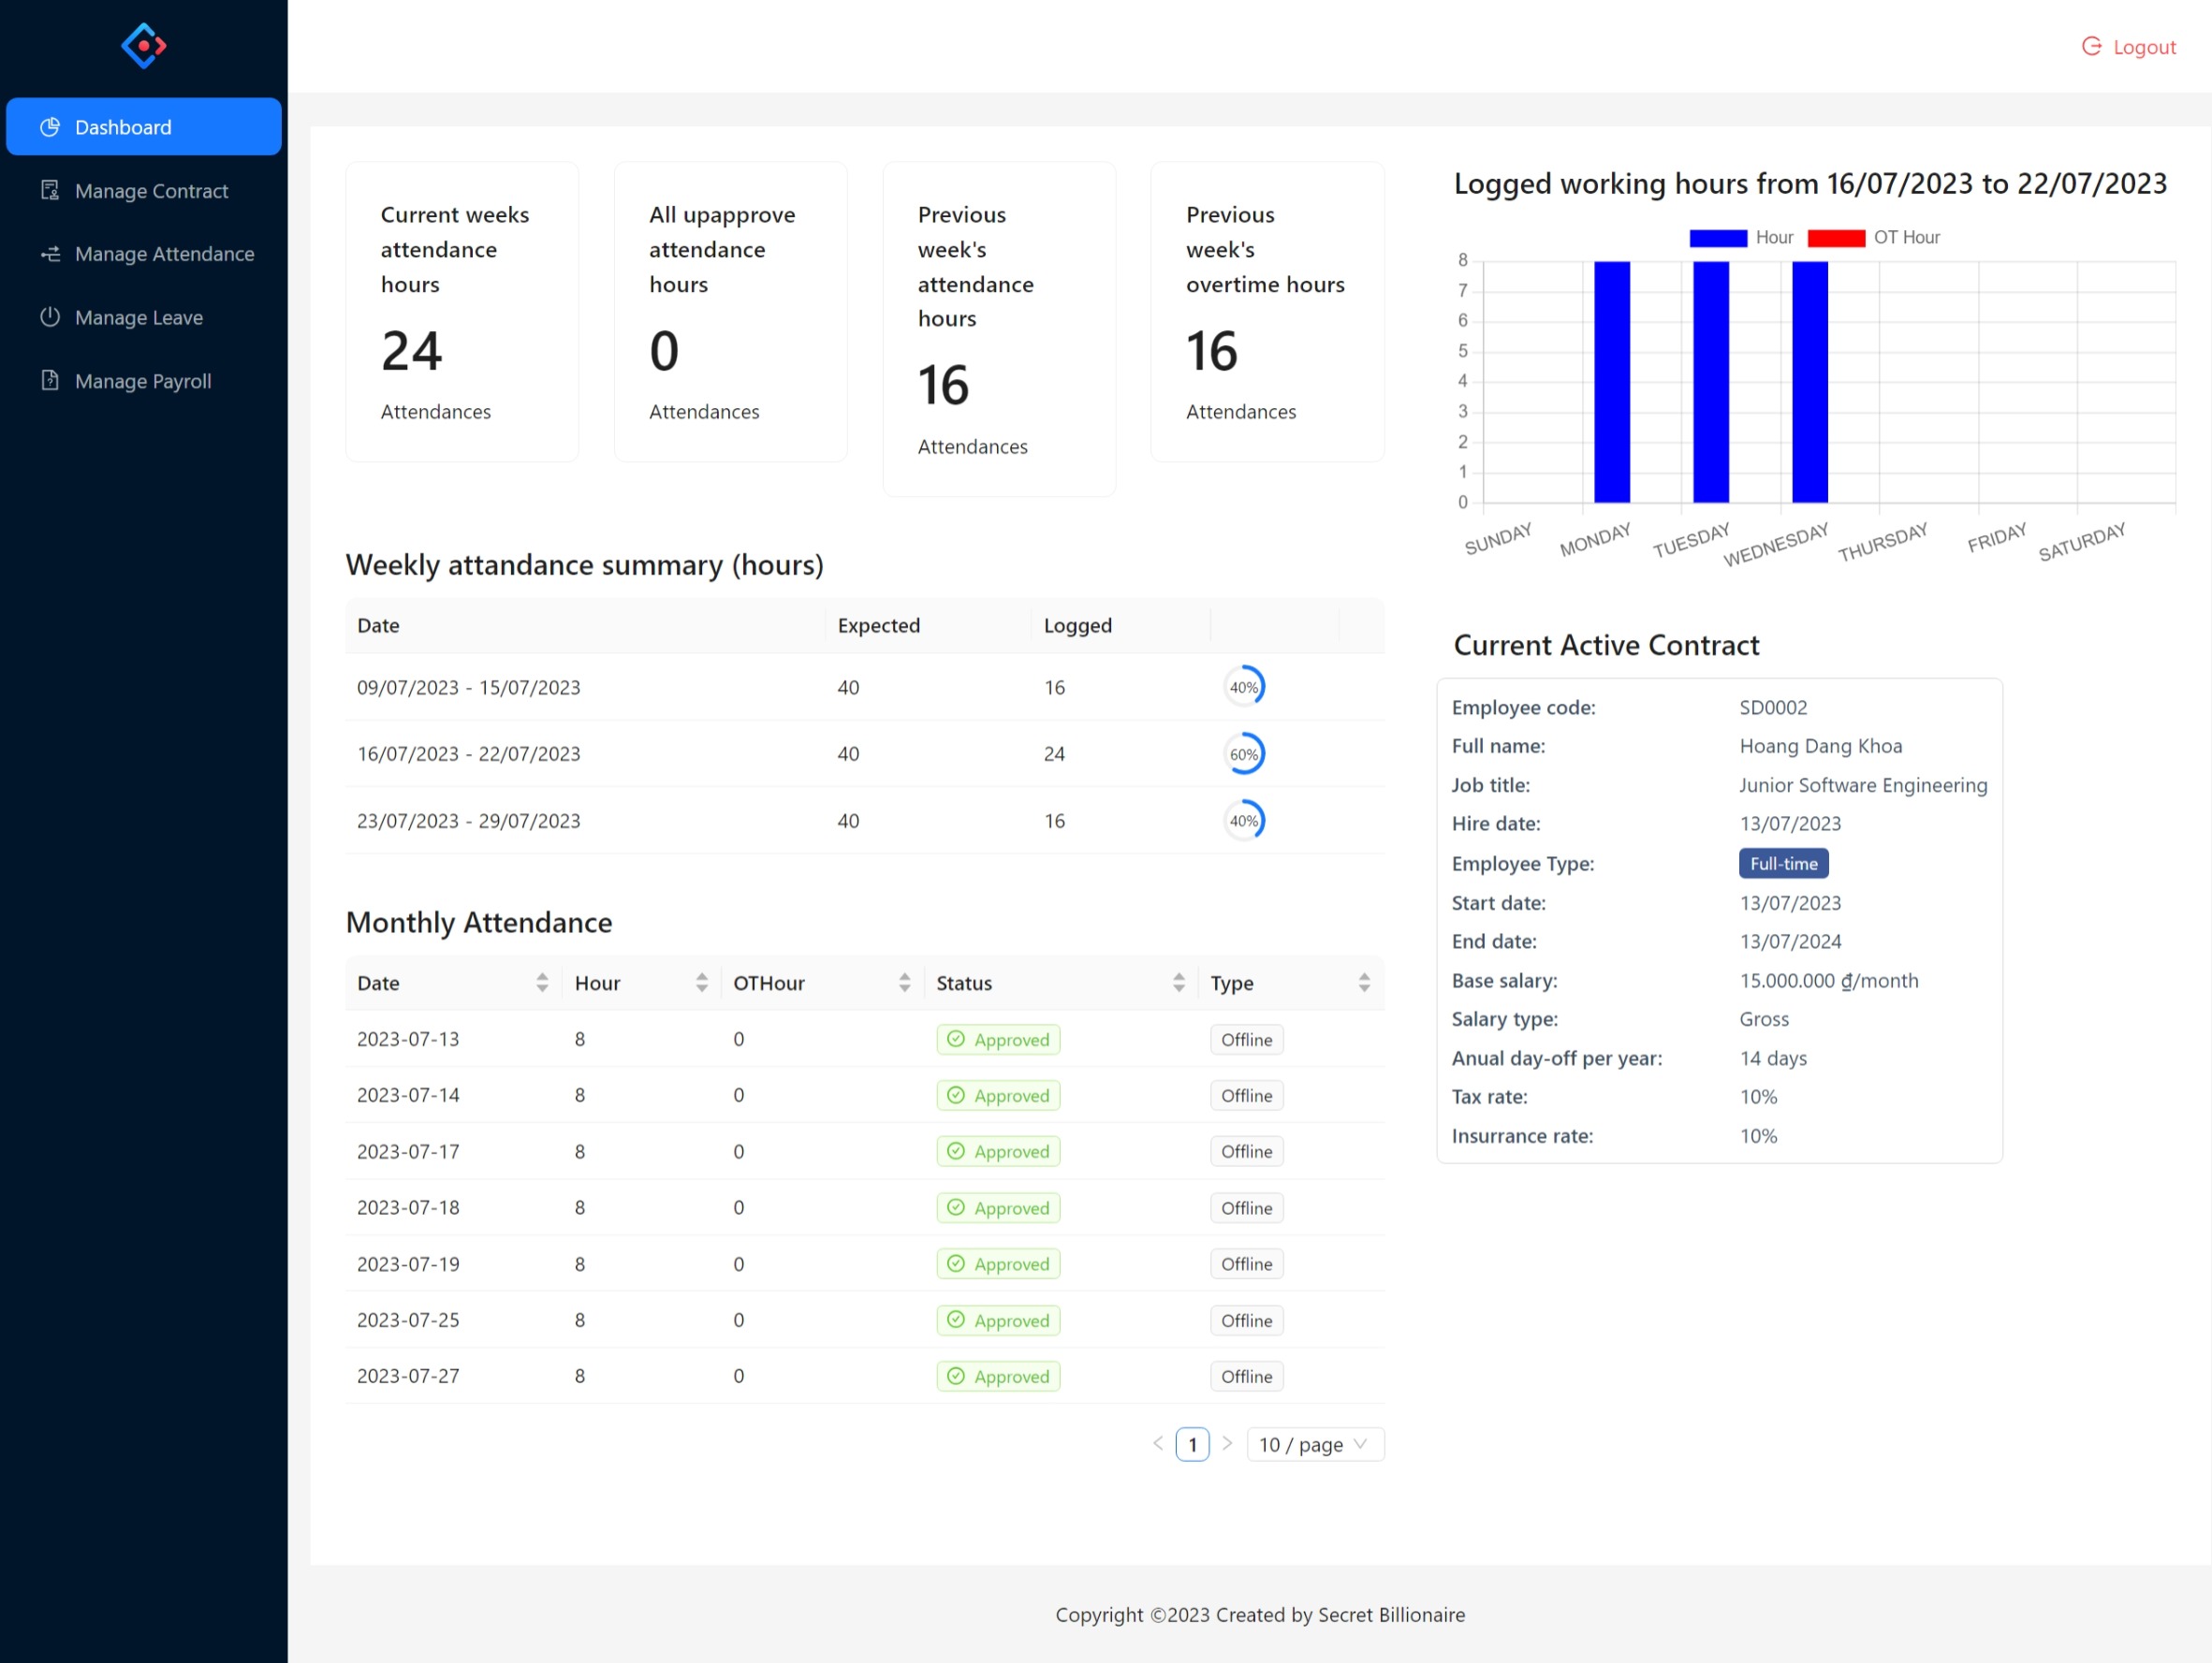 Logout
Dashboard
Manage Contract
Manage Attendance
Manage Leave
Manage Payroll
Current weeks
attendance
hours
24
Attendances
All upapprove
attendance
hours
0
Attendances
Previous
week's
attendance
hours
16
Attendances
Previous
week's
overtime hours
16
Attendances
Logged working hours from 16/07/2023 to 22/07/2023
Hour OT Hour
8
7
6
5
4
3
2
1
0
SUNDAY MONDAY TUESDAY WEDNESDAY THURSDAY FRIDAY SATURDAY
Weekly attandance summary (hours)
Date Expected Logged
09/07/2023 - 15/07/2023 40 16 40%
16/07/2023 - 22/07/2023 40 24 60%
23/07/2023 - 29/07/2023 40 16 40%
Monthly Attendance
Date Hour OTHour Status Type
2023-07-13 8 0 Approved Offline
2023-07-14 8 0 Approved Offline
2023-07-17 8 0 Approved Offline
2023-07-18 8 0 Approved Offline
2023-07-19 8 0 Approved Offline
2023-07-25 8 0 Approved Offline
2023-07-27 8 0 Approved Offline
1 10 / page
Current Active Contract
Employee code: SD0002
Full name: Hoang Dang Khoa
Job title: Junior Software Engineering
Hire date: 13/07/2023
Employee Type: Full-time
Start date: 13/07/2023
End date: 13/07/2024
Base salary: 15.000.000 ₫/month
Salary type: Gross
Anual day-off per year: 14 days
Tax rate: 10%
Insurrance rate: 10%
Copyright ©2023 Created by Secret Billionaire